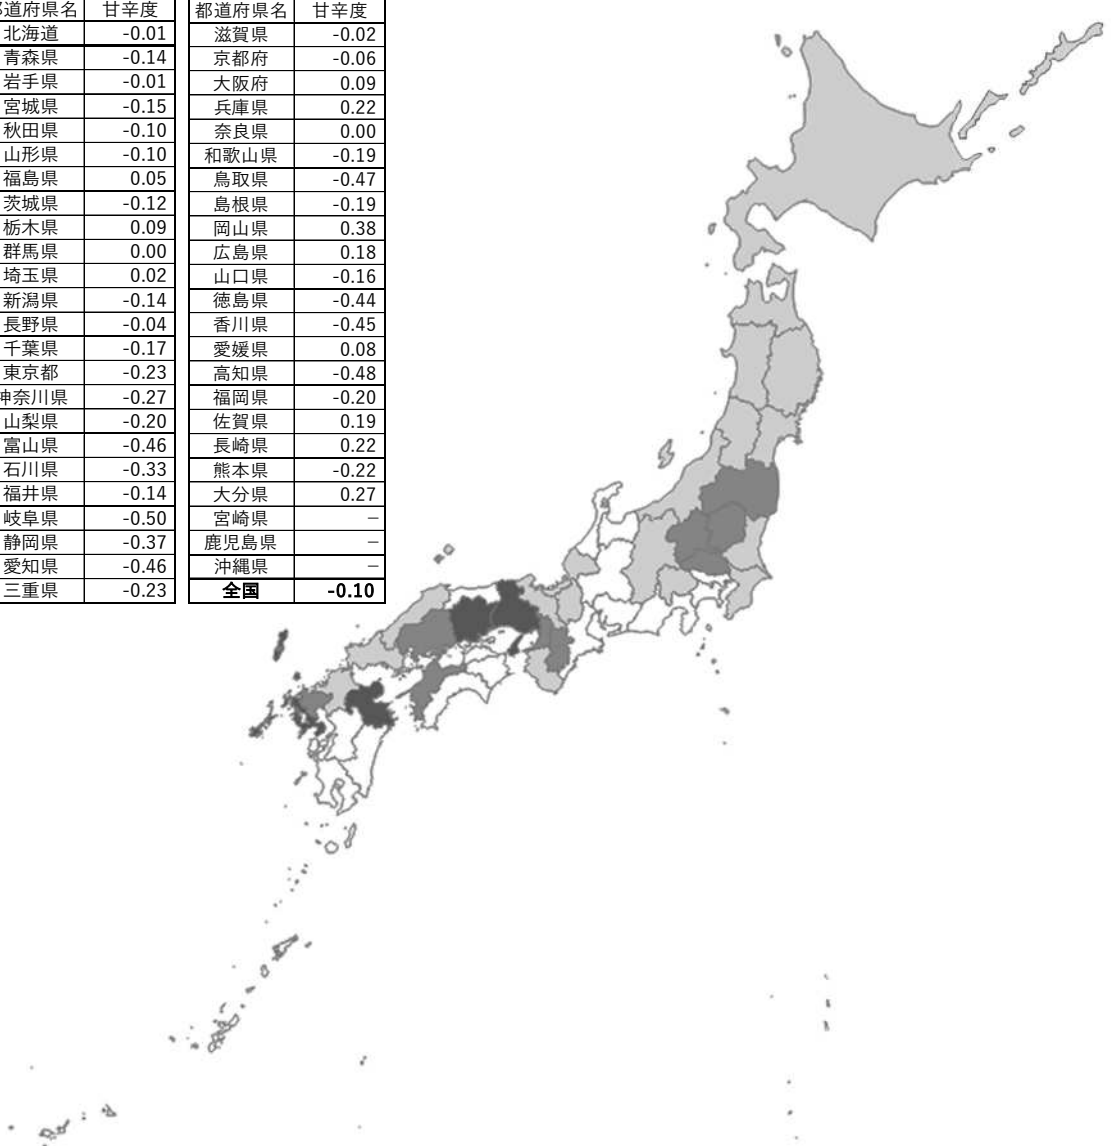 都道府県名 甘辛度
北海道 -0.01
青森県 -0.14
岩手県 -0.01
宮城県 -0.15
秋田県 -0.10
山形県 -0.10
福島県 0.05
茨城県 -0.12
栃木県 0.09
群馬県 0.00
埼玉県 0.02
新潟県 -0.14
長野県 -0.04
千葉県 -0.17
東京都 -0.23
神奈川県 -0.27
山梨県 -0.20
富山県 -0.46
石川県 -0.33
福井県 -0.14
岐阜県 -0.50
静岡県 -0.37
愛知県 -0.46
三重県 -0.23
都道府県名 甘辛度
滋賀県 -0.02
京都府 -0.06
大阪府 0.09
兵庫県 0.22
奈良県 0.00
和歌山県 -0.19
鳥取県 -0.47
島根県 -0.19
岡山県 0.38
広島県 0.18
山口県 -0.16
徳島県 -0.44
香川県 -0.45
愛媛県 0.08
高知県 -0.48
福岡県 -0.20
佐賀県 0.19
長崎県 0.22
熊本県 -0.22
大分県 0.27
宮崎県 –
鹿児島県 –
沖縄県 –
全国 -0.10